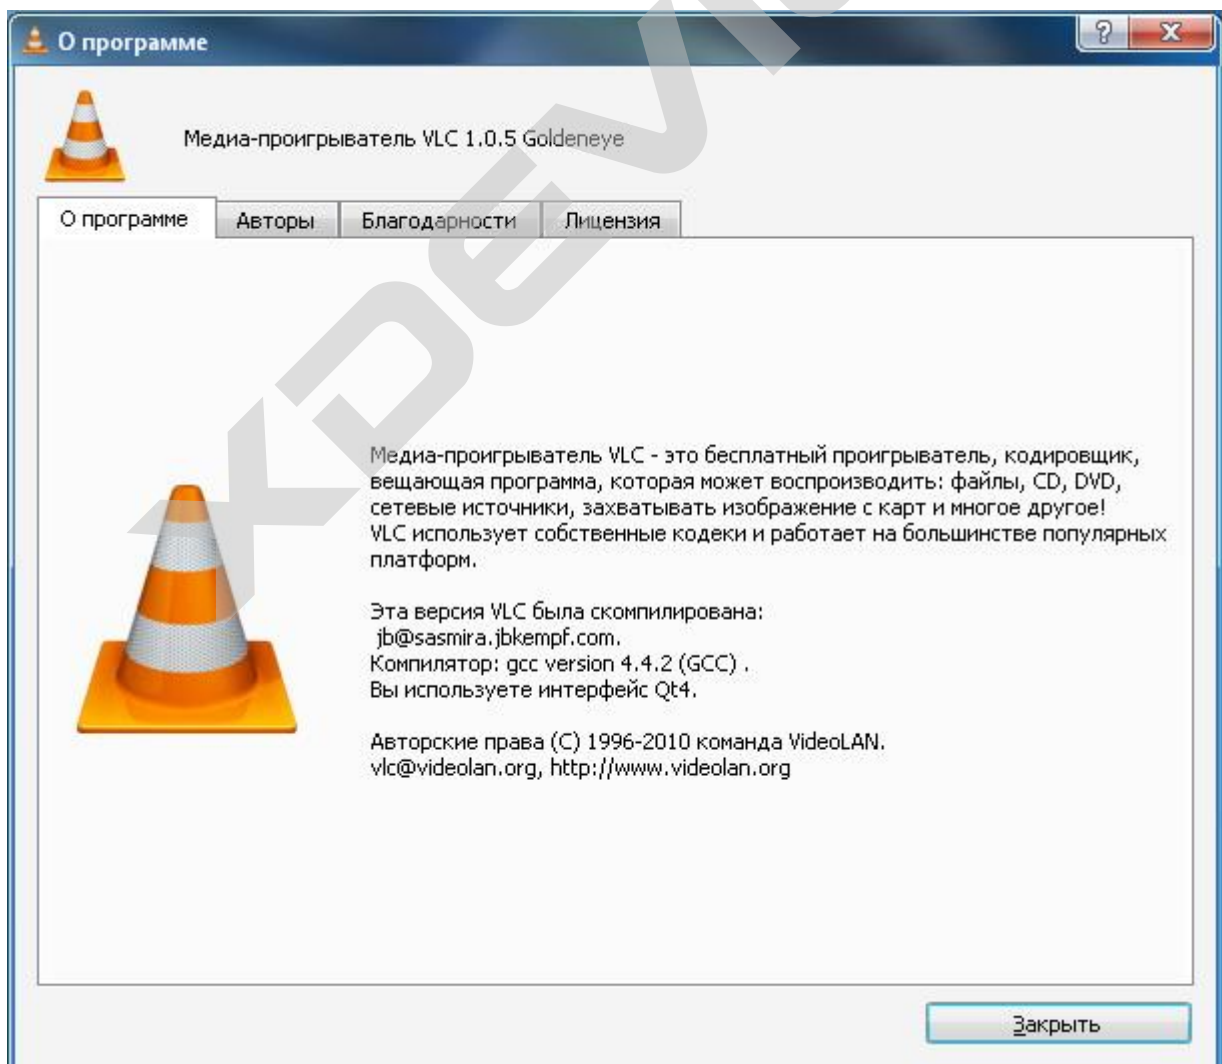 О программе
Медиа-проигрыватель VLC 1.0.5 Goldeneye
О программе Авторы Благодарности Лицензия
Медиа-проигрыватель VLC - это бесплатный проигрыватель, кодировщик,
вещающая программа, которая может воспроизводить: файлы, CD, DVD,
сетевые источники, захватывать изображение с карт и многое другое!
VLC использует собственные кодеки и работает на большинстве популярных
платформ.
Эта версия VLC была скомпилирована:
jb@sasmira.jbkempf.com.
Компилятор: gcc version 4.4.2 (GCC) .
Вы используете интерфейс Qt4.
Авторские права (C) 1996-2010 команда VideoLAN.
vlc@videolan.org, http://www.videolan.org
Закрыть